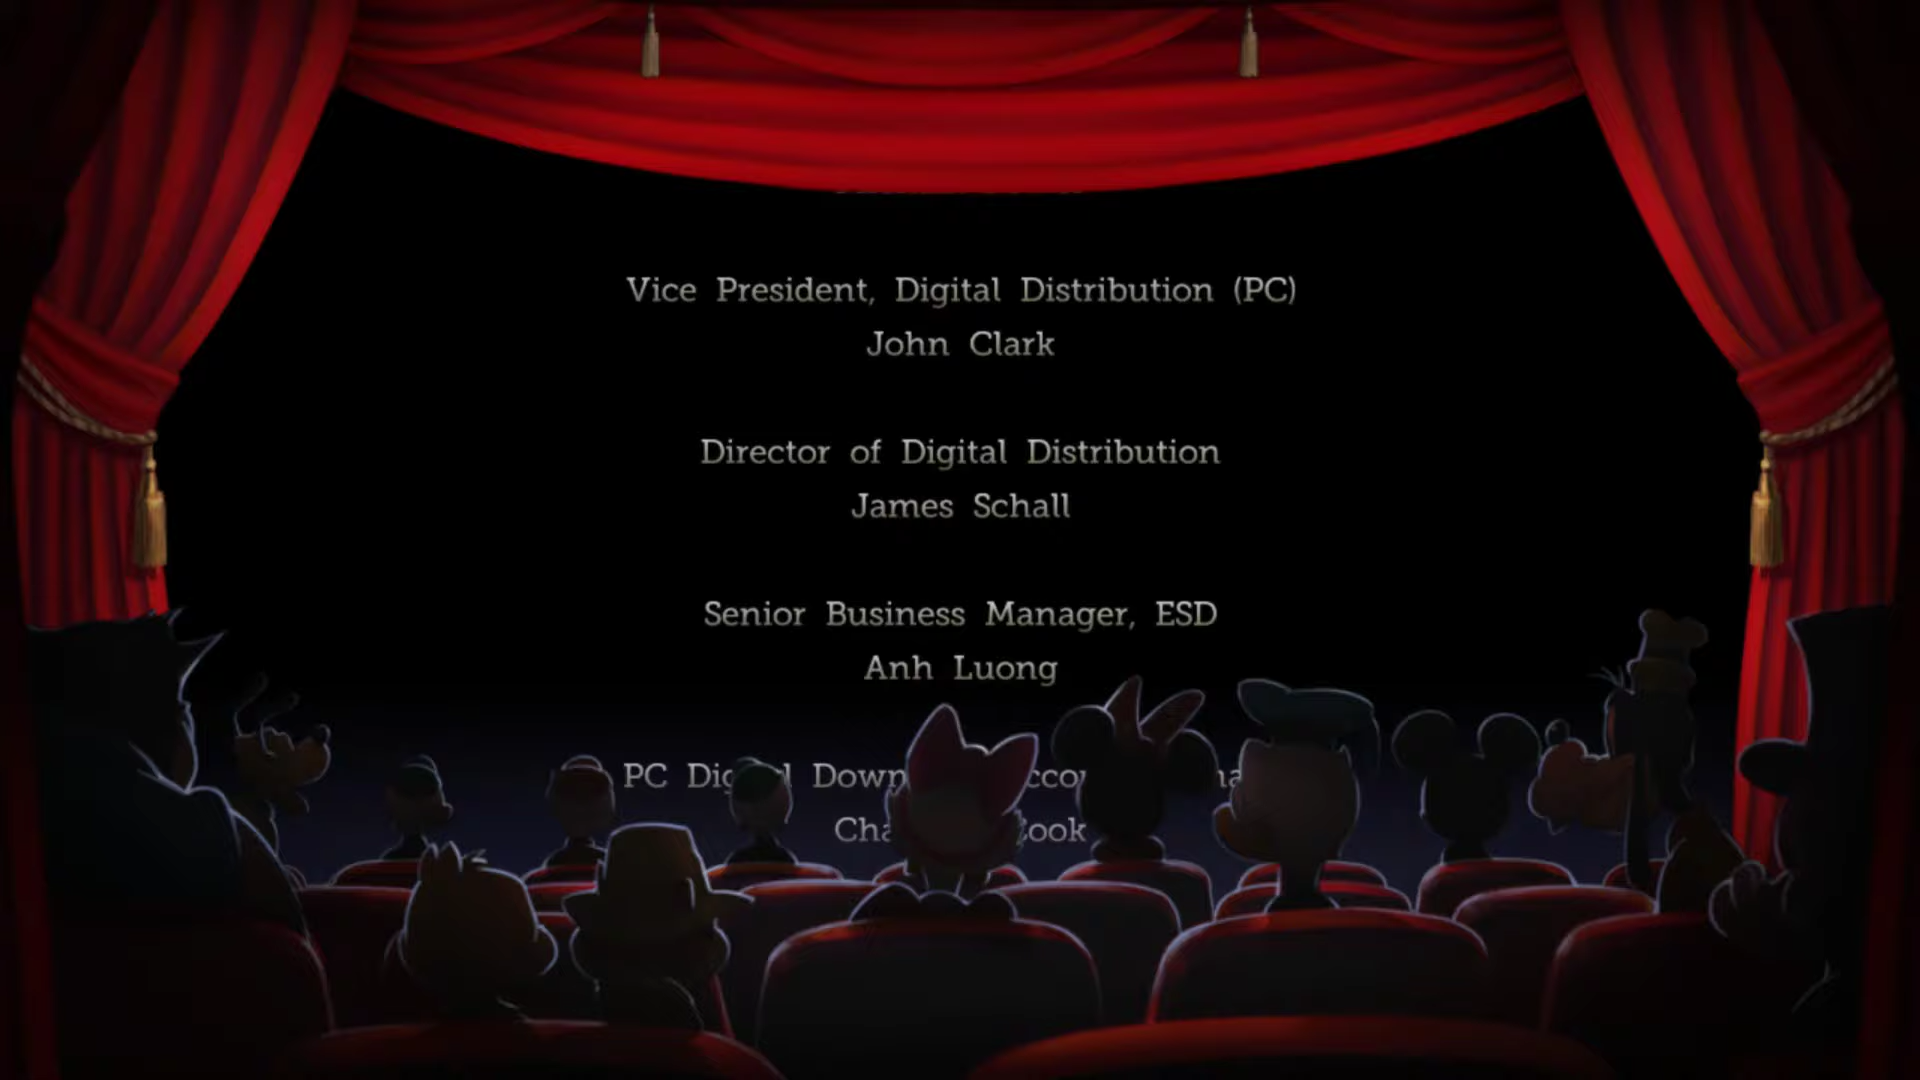 Vice President, Digital Distribution (PC)
John Clark
Director of Digital Distribution
James Schall
Senior Business Manager, ESD
Anh Luong
PC